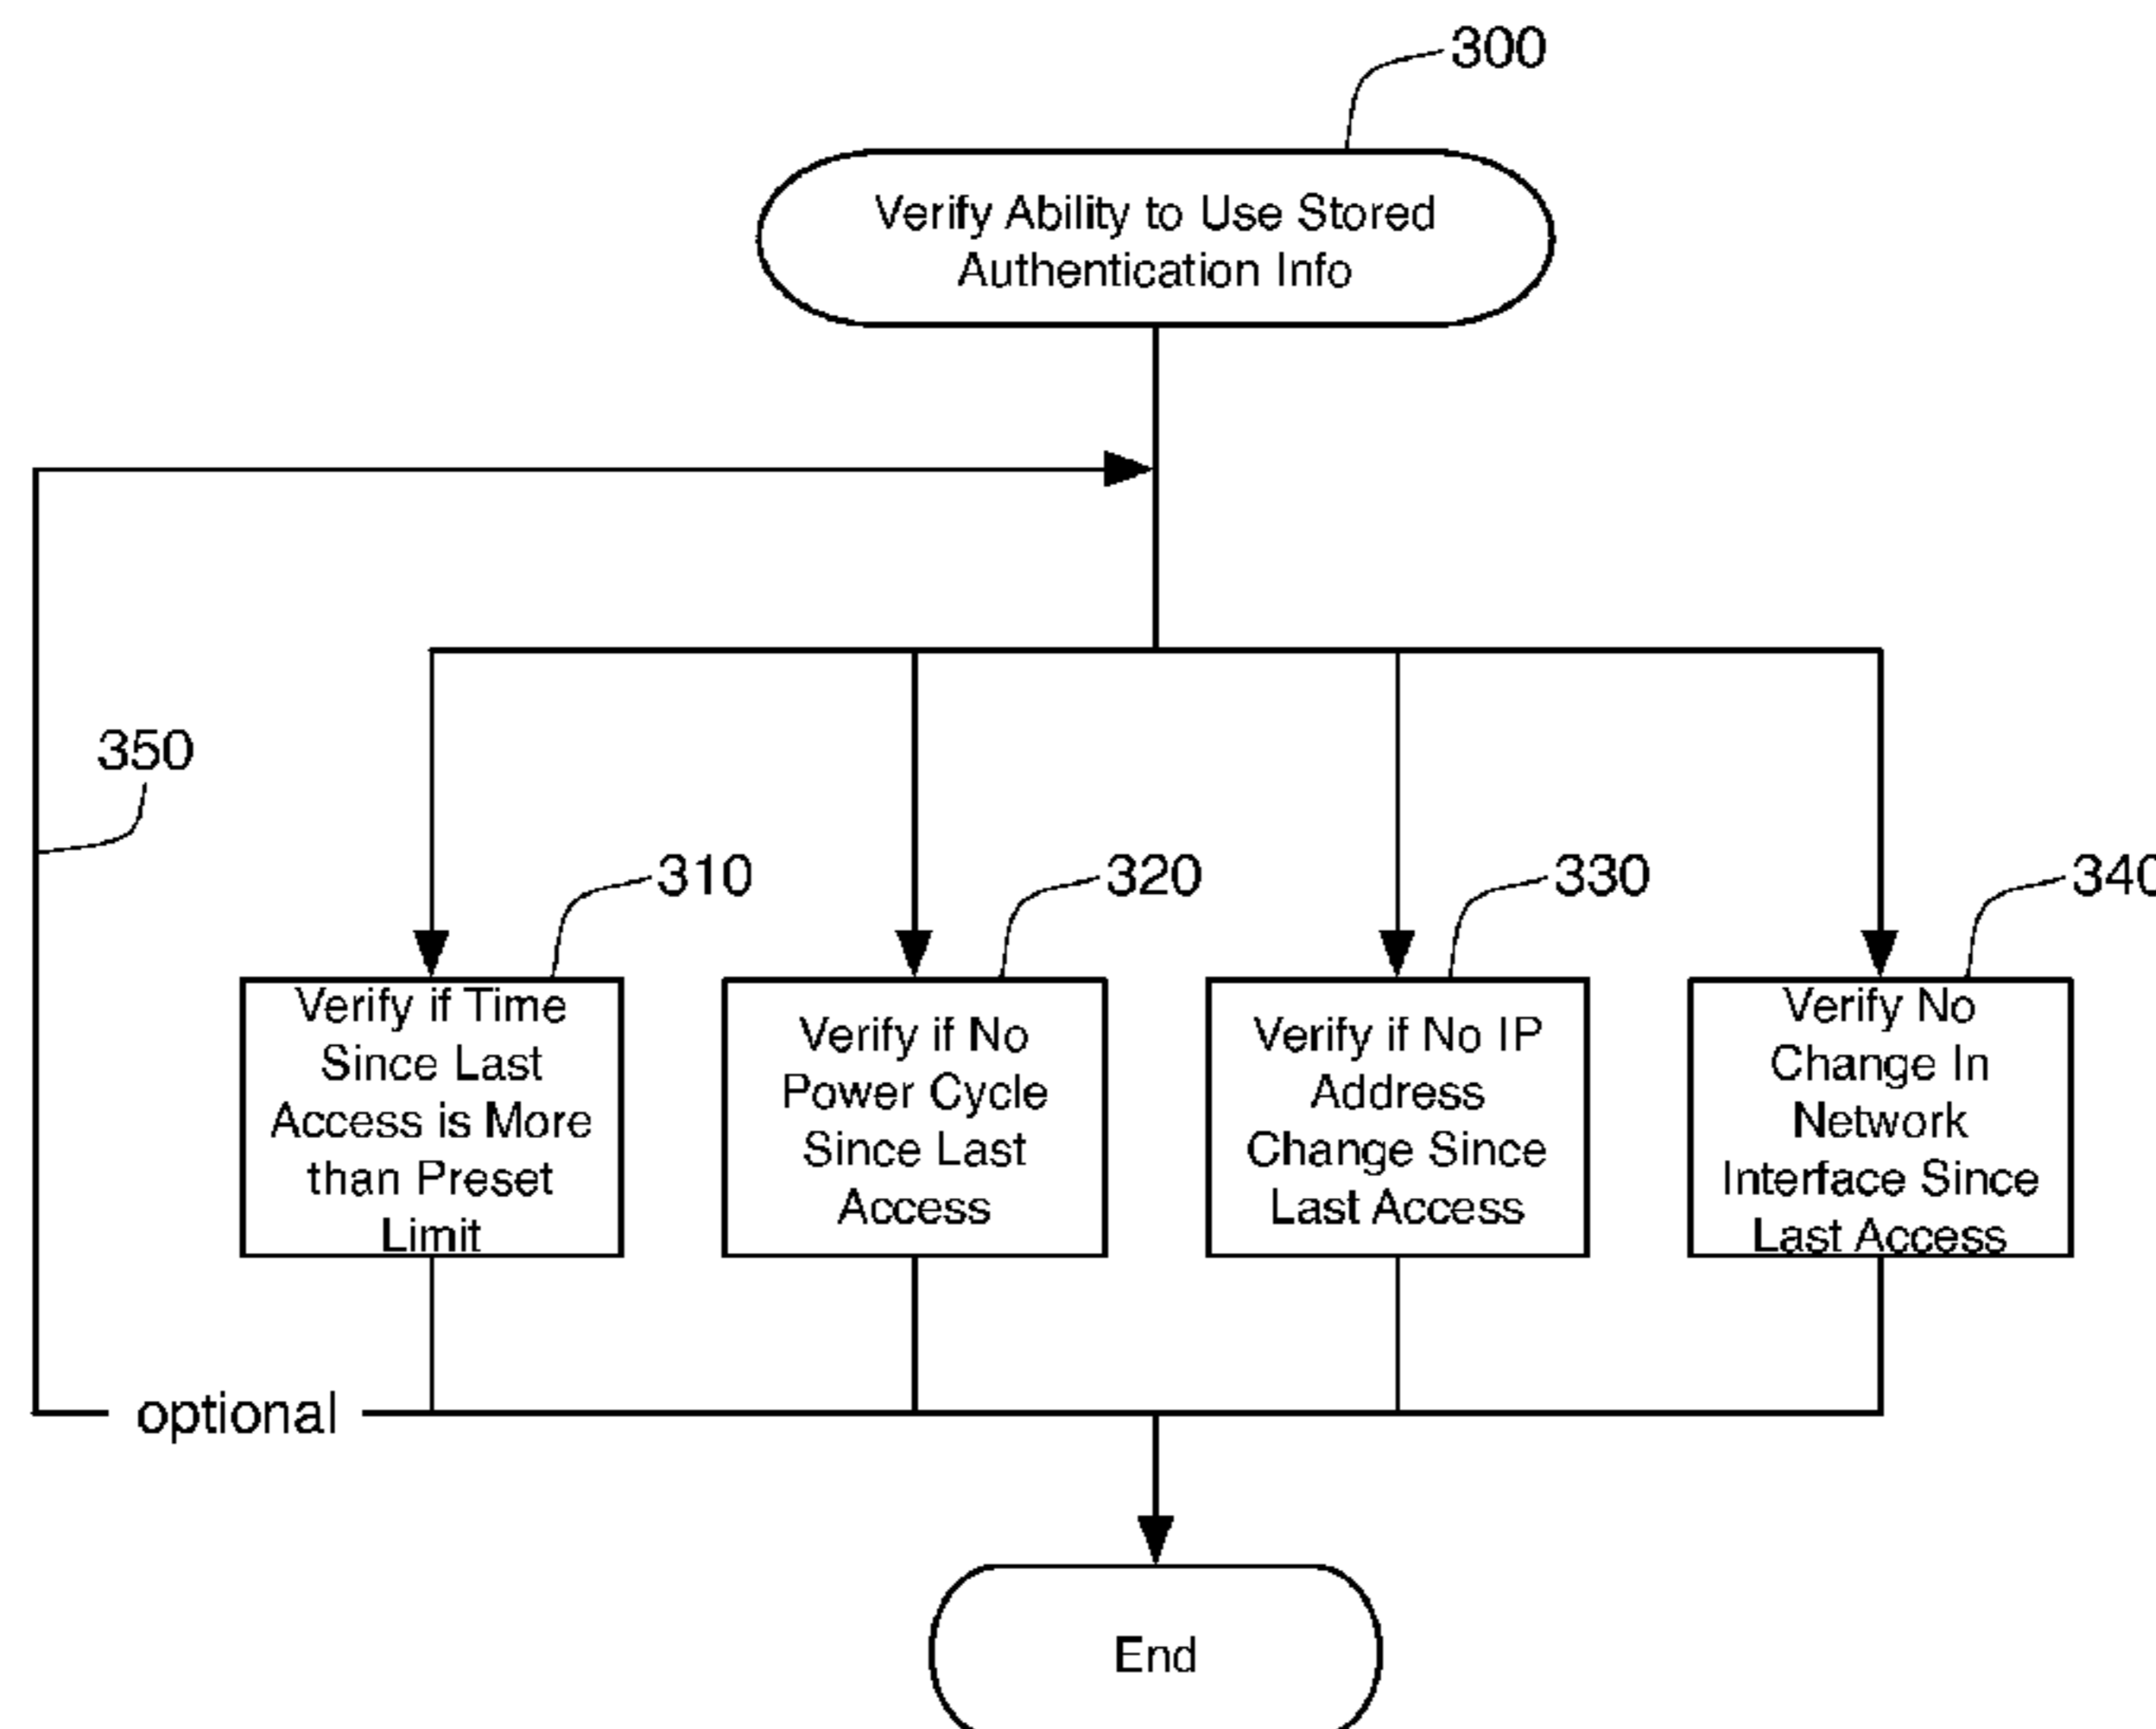 300
Verify Ability to Use Stored
Authentication Info
350
310
320
330
340
Verify if Time
Since Last
Access is More
than Preset
Limit
Verify if No
Power Cycle
Since Last
Access
Verify if No IP
Address
Change Since
Last Access
Verify No
Change In
Network
Interface Since
Last Access
optional
End